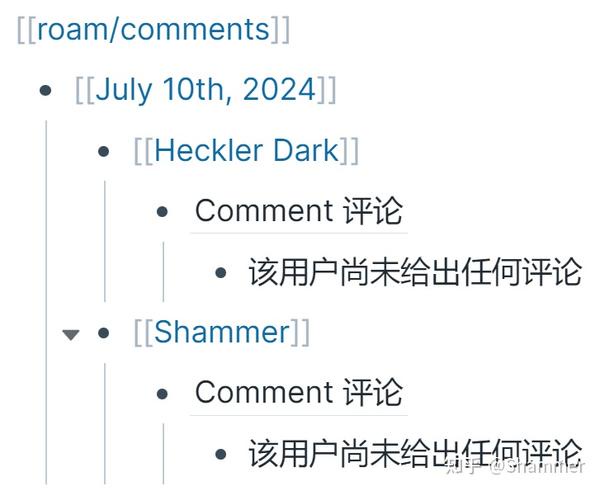 [[roam/comments]]
[[July 10th, 2024]]
[[Heckler Dark]]
Comment 评论
该用户尚未给出任何评论
[[Shammer]]
Comment 评论
该用户尚未给出任何评论
知乎 @Shammer